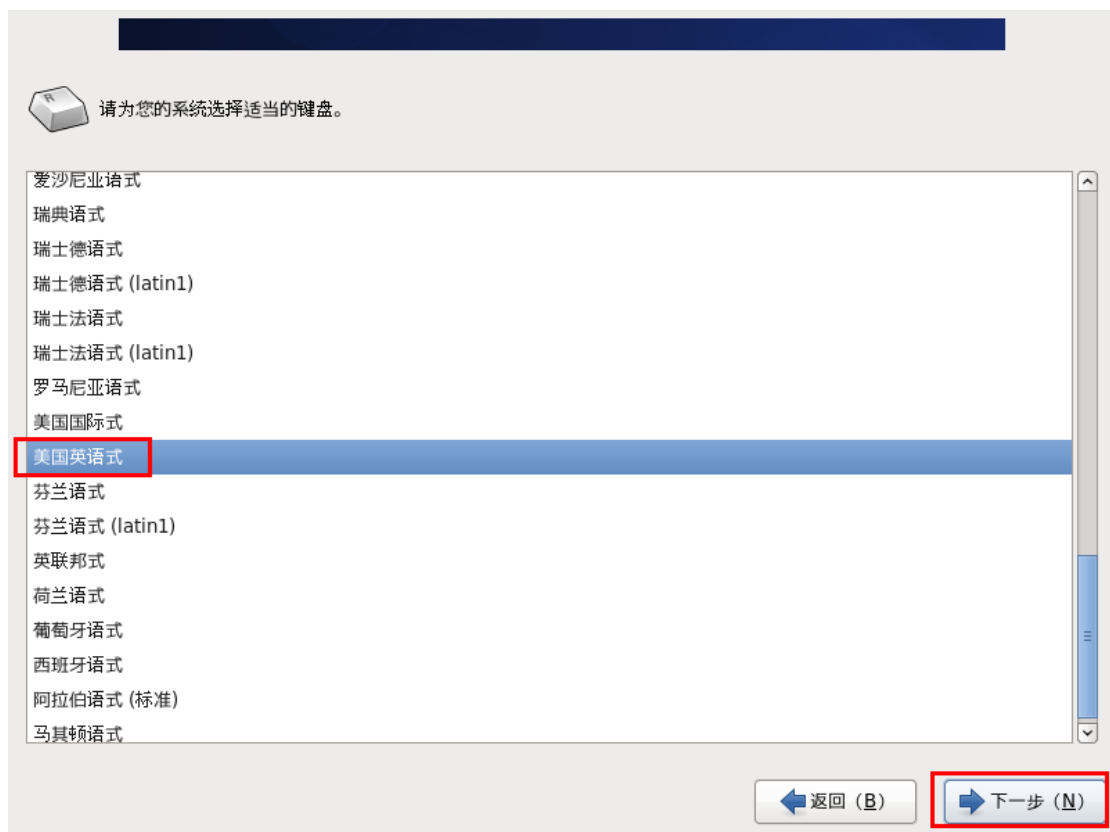 R
请为您的系统选择适当的键盘。
爱沙尼亚语式
瑞典语式
瑞士德语式
瑞士德语式 (latin1)
瑞士法语式
瑞士法语式 (latin1)
罗马尼亚语式
美国国际式
美国英语式
芬兰语式
芬兰语式 (latin1)
英联邦式
荷兰语式
葡萄牙语式
西班牙语式
阿拉伯语式 (标准)
马其顿语式
返回 (B)
下一步 (N)